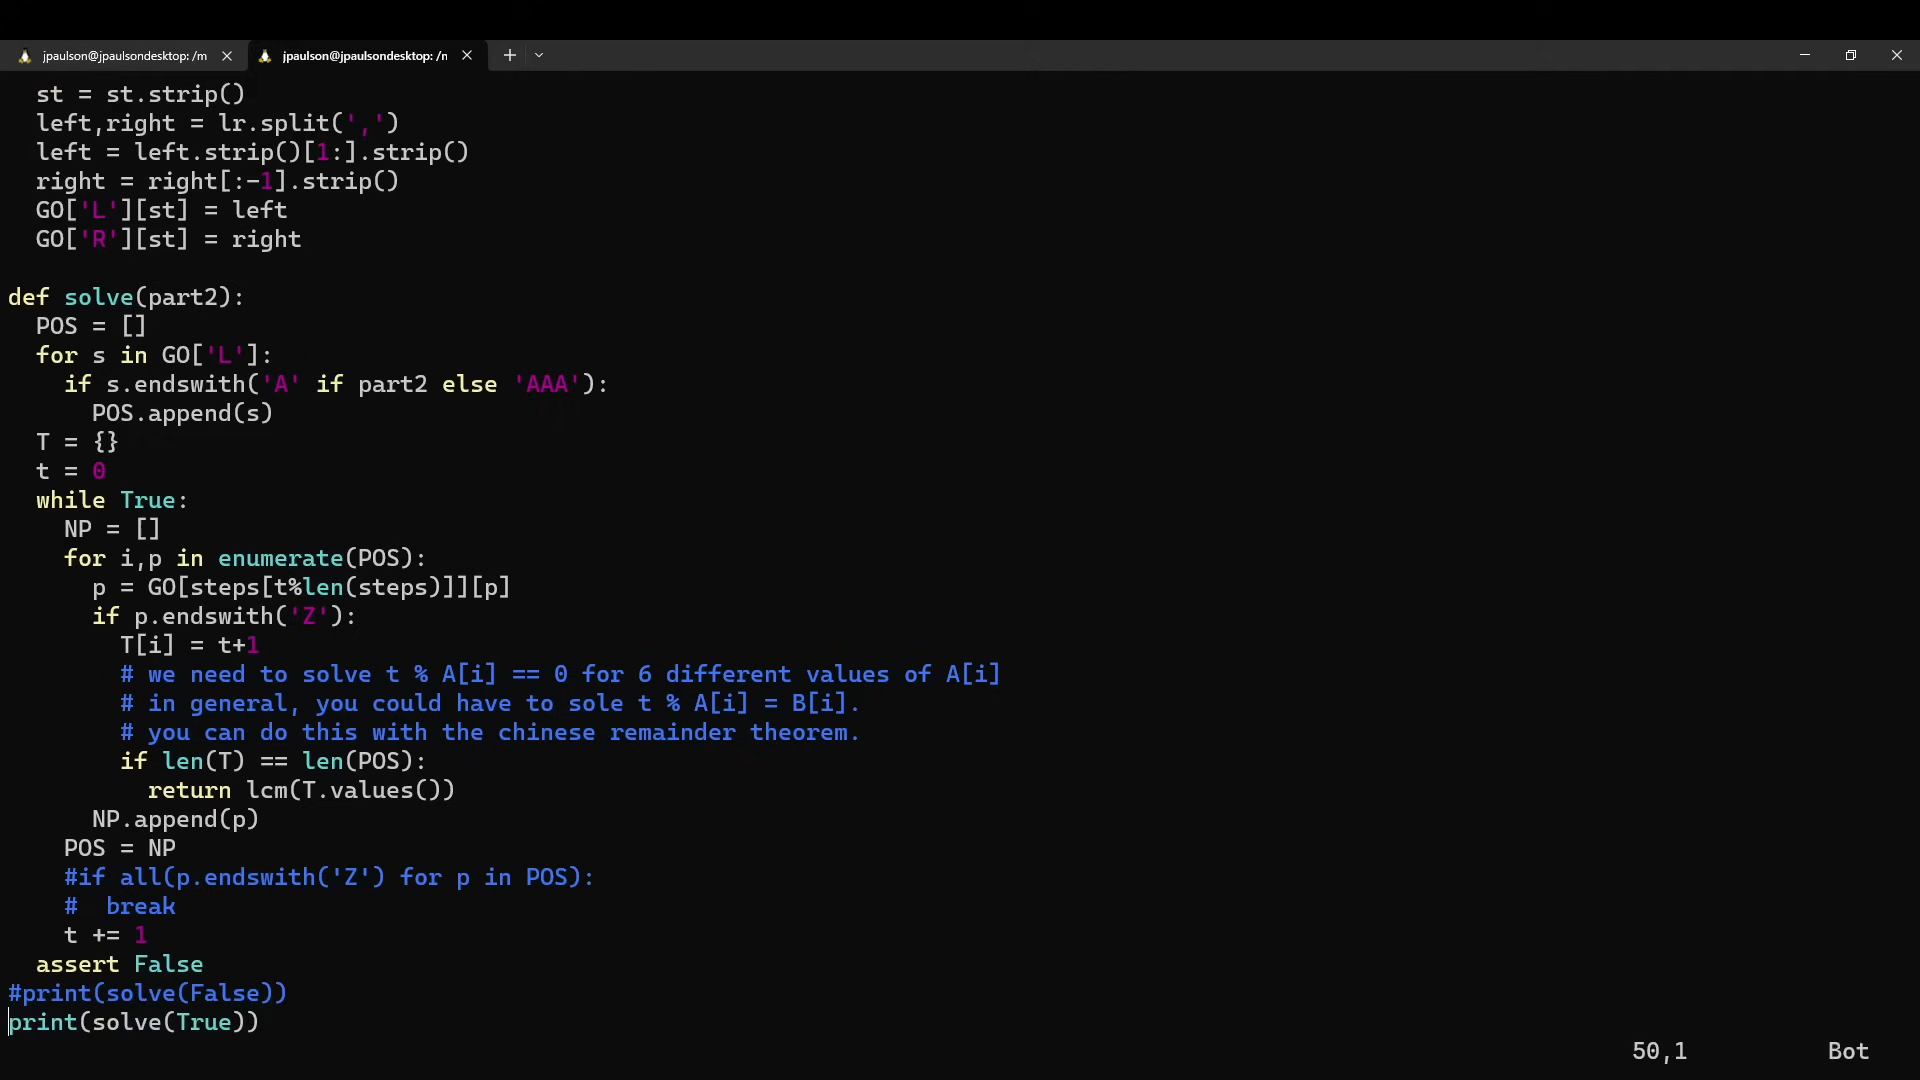 jpaulson@jpaulsondesktop: /m
jpaulson@jpaulsondesktop: /n
  st = st.strip()
  left,right = lr.split(',')
  left = left.strip()[1:].strip()
  right = right[:-1].strip()
  GO['L'][st] = left
  GO['R'][st] = right
def solve(part2):
  POS = []
  for s in GO['L']:
    if s.endswith('A' if part2 else 'AAA'):
      POS.append(s)
  T = {}
  t = 0
  while True:
    NP = []
    for i,p in enumerate(POS):
      p = GO[steps[t%len(steps)]][p]
      if p.endswith('Z'):
        T[i] = t+1
        # we need to solve t % A[i] == 0 for 6 different values of A[i]
        # in general, you could have to sole t % A[i] = B[i].
        # you can do this with the chinese remainder theorem.
        if len(T) == len(POS):
          return lcm(T.values())
      NP.append(p)
    POS = NP
    #if all(p.endswith('Z') for p in POS):
    #  break
    t += 1
  assert False
#print(solve(False))
print(solve(True))
50,1 Bot